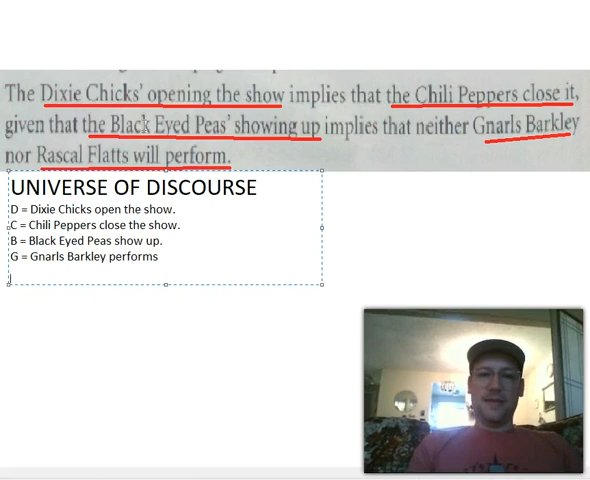 The Dixie Chicks' opening the show implies that the Chili Peppers close it,
given that the Black Eyed Peas' showing up implies that neither Gnarls Barkley
nor Rascal Flatts will perform.
UNIVERSE OF DISCOURSE
D = Dixie Chicks open the show.
C = Chili Peppers close the show.
B = Black Eyed Peas show up.
G = Gnarls Barkley performs